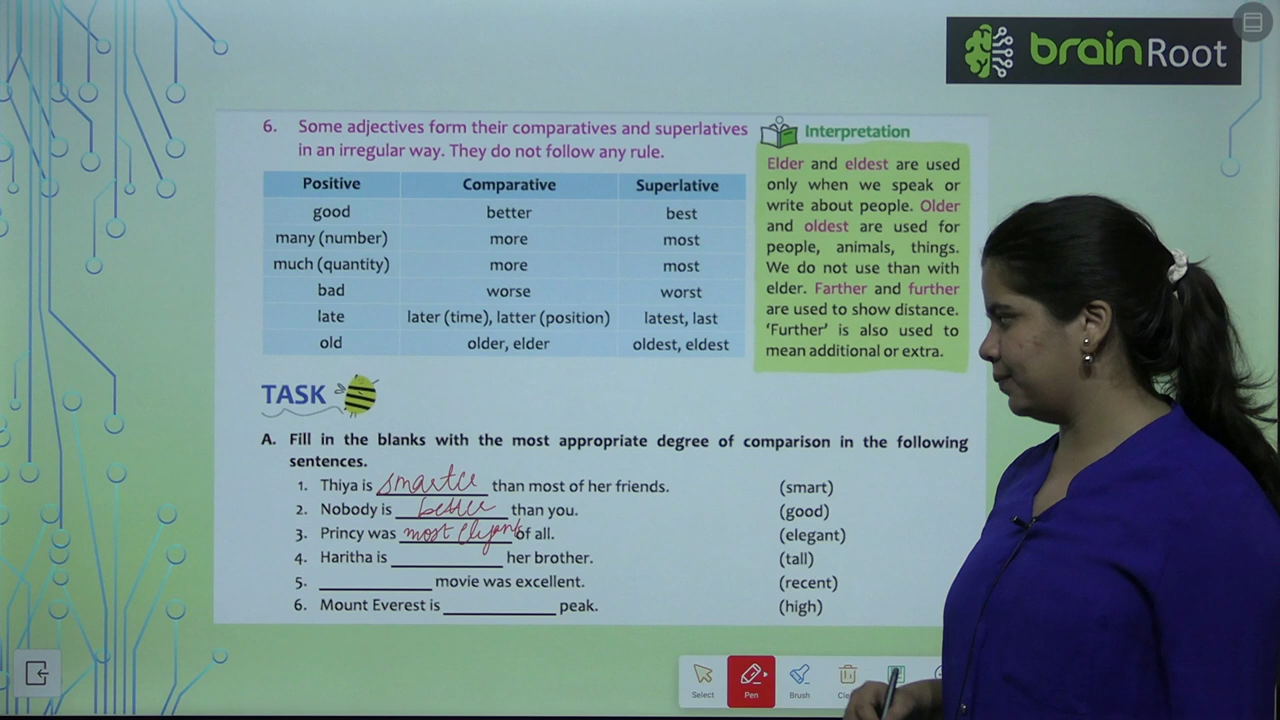 brainRoot
6. Some adjectives form their comparatives and superlatives
in an irregular way. They do not follow any rule.
Positive Comparative Superlative
good better best
many (number) more most
much (quantity) more most
bad worse worst
late later (time), latter (position) latest, last
old older, elder oldest, eldest
Interpretation
Elder and eldest are used
only when we speak or
write about people. Older
and oldest are used for
people, animals, things.
We do not use than with
elder. Farther and further
are used to show distance.
‘Further’ is also used to
mean additional or extra.
TASK
A. Fill in the blanks with the most appropriate degree of comparison in the following
sentences.
1. Thiya is smarter than most of her friends. (smart)
2. Nobody is better than you. (good)
3. Princy was most elegant of all. (elegant)
4. Haritha is ____________ her brother. (tall)
5. ____________ movie was excellent. (recent)
6. Mount Everest is ____________ peak. (high)
Select Pen Brush